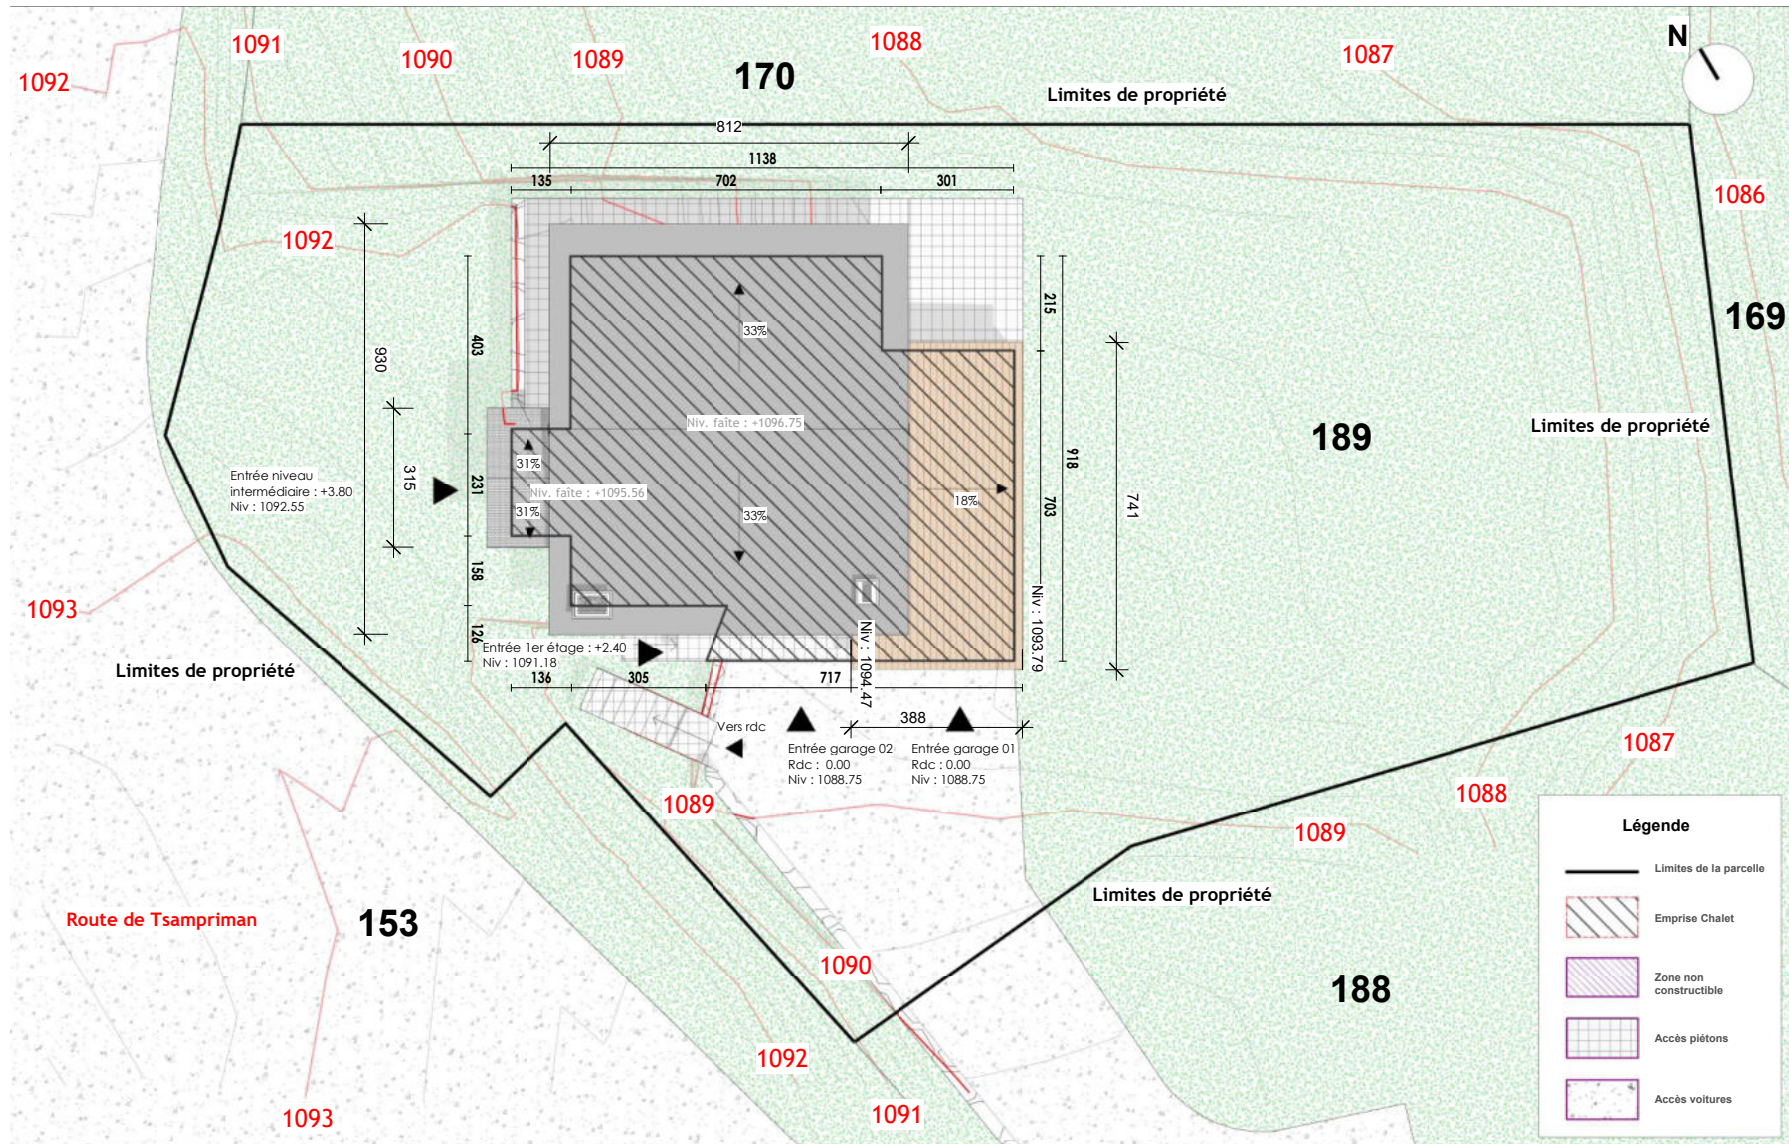 1091
1090
1089
1088
1087
N
1092
170
Limites de propriété
812
1138
135
702
301
1086
1092
169
33%
215
403
930
Niv. faîte : +1096.75
Limites de propriété
189
918
31%
Entrée niveau
intermédiaire : +3.80
Niv : 1092.55
315
231
Niv. faîte : +1095.56
18%
703
741
31%
33%
158
1093
Niv : 1093.79
126
Entrée 1er étage : +2.40
Niv : 1091.18
Niv : 1094.47
Limites de propriété
136
305
717
388
Vers rdc
Entrée garage 02
Rdc : 0.00
Niv : 1088.75
Entrée garage 01
Rdc : 0.00
Niv : 1088.75
1087
1088
1089
1089
Légende
Limites de la parcelle
Limites de propriété
Route de Tsampriman
153
Emprise Chalet
1090
188
Zone non
constructible
Accès piétons
1092
1091
1093
Accès voitures